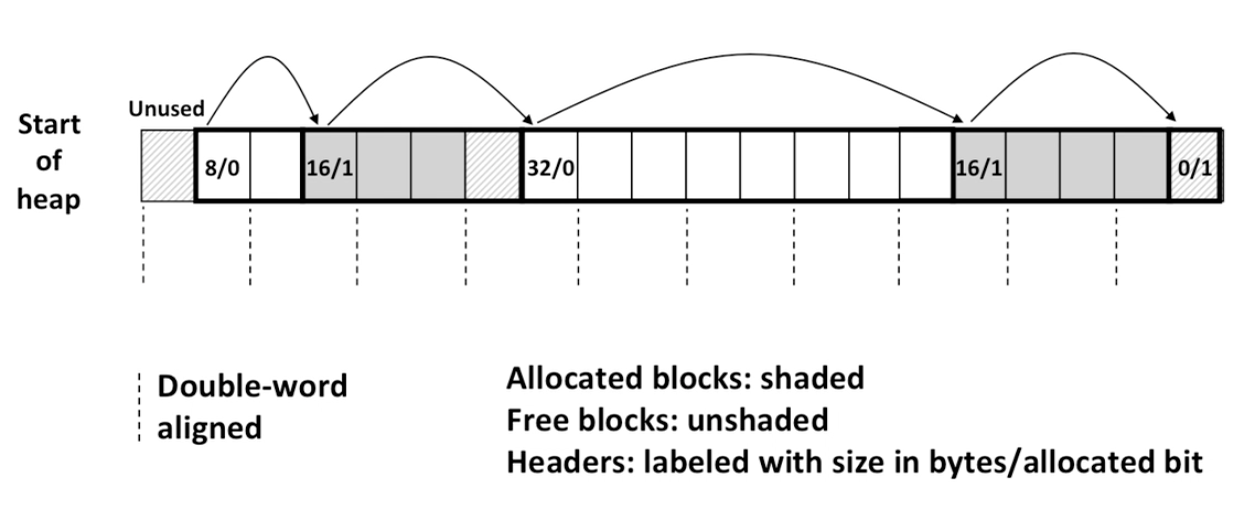 Unused
Start
of
heap
8/0 16/1 32/0 16/1 0/1
Double-word
aligned
Allocated blocks: shaded
Free blocks: unshaded
Headers: labeled with size in bytes/allocated bit